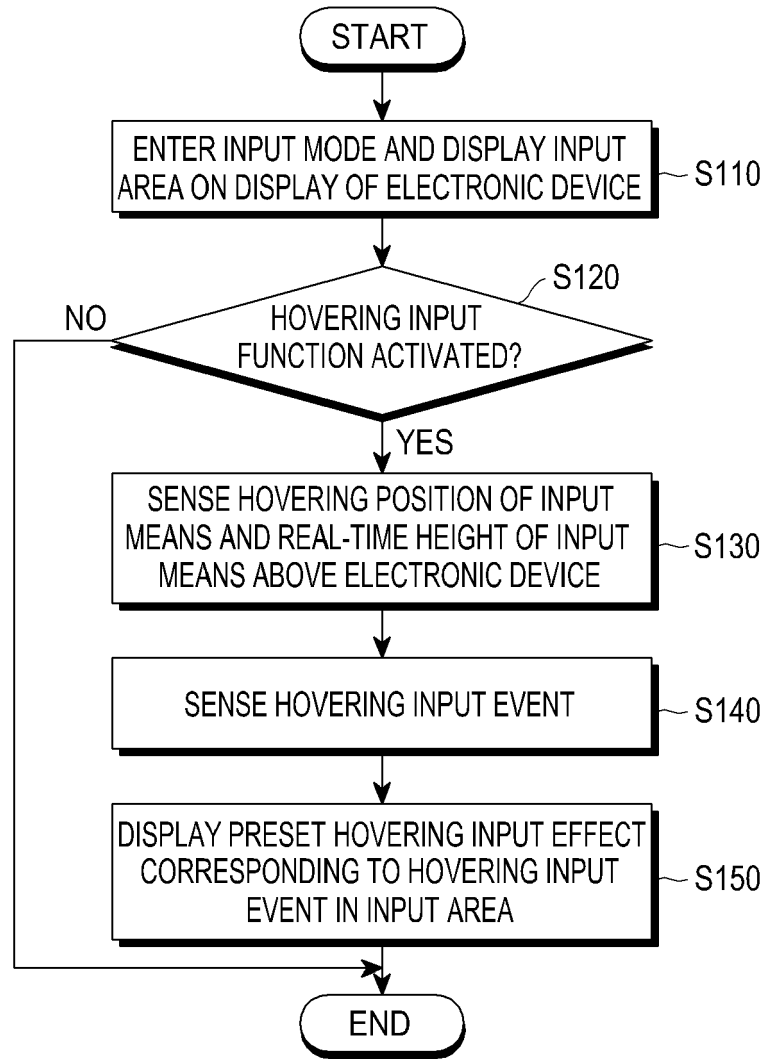 START
ENTER INPUT MODE AND DISPLAY INPUT
AREA ON DISPLAY OF ELECTRONIC DEVICE
S110
S120
NO
HOVERING INPUT
FUNCTION ACTIVATED?
YES
SENSE HOVERING POSITION OF INPUT
MEANS AND REAL-TIME HEIGHT OF INPUT
MEANS ABOVE ELECTRONIC DEVICE
S130
SENSE HOVERING INPUT EVENT
S140
DISPLAY PRESET HOVERING INPUT EFFECT
CORRESPONDING TO HOVERING INPUT
EVENT IN INPUT AREA
S150
END